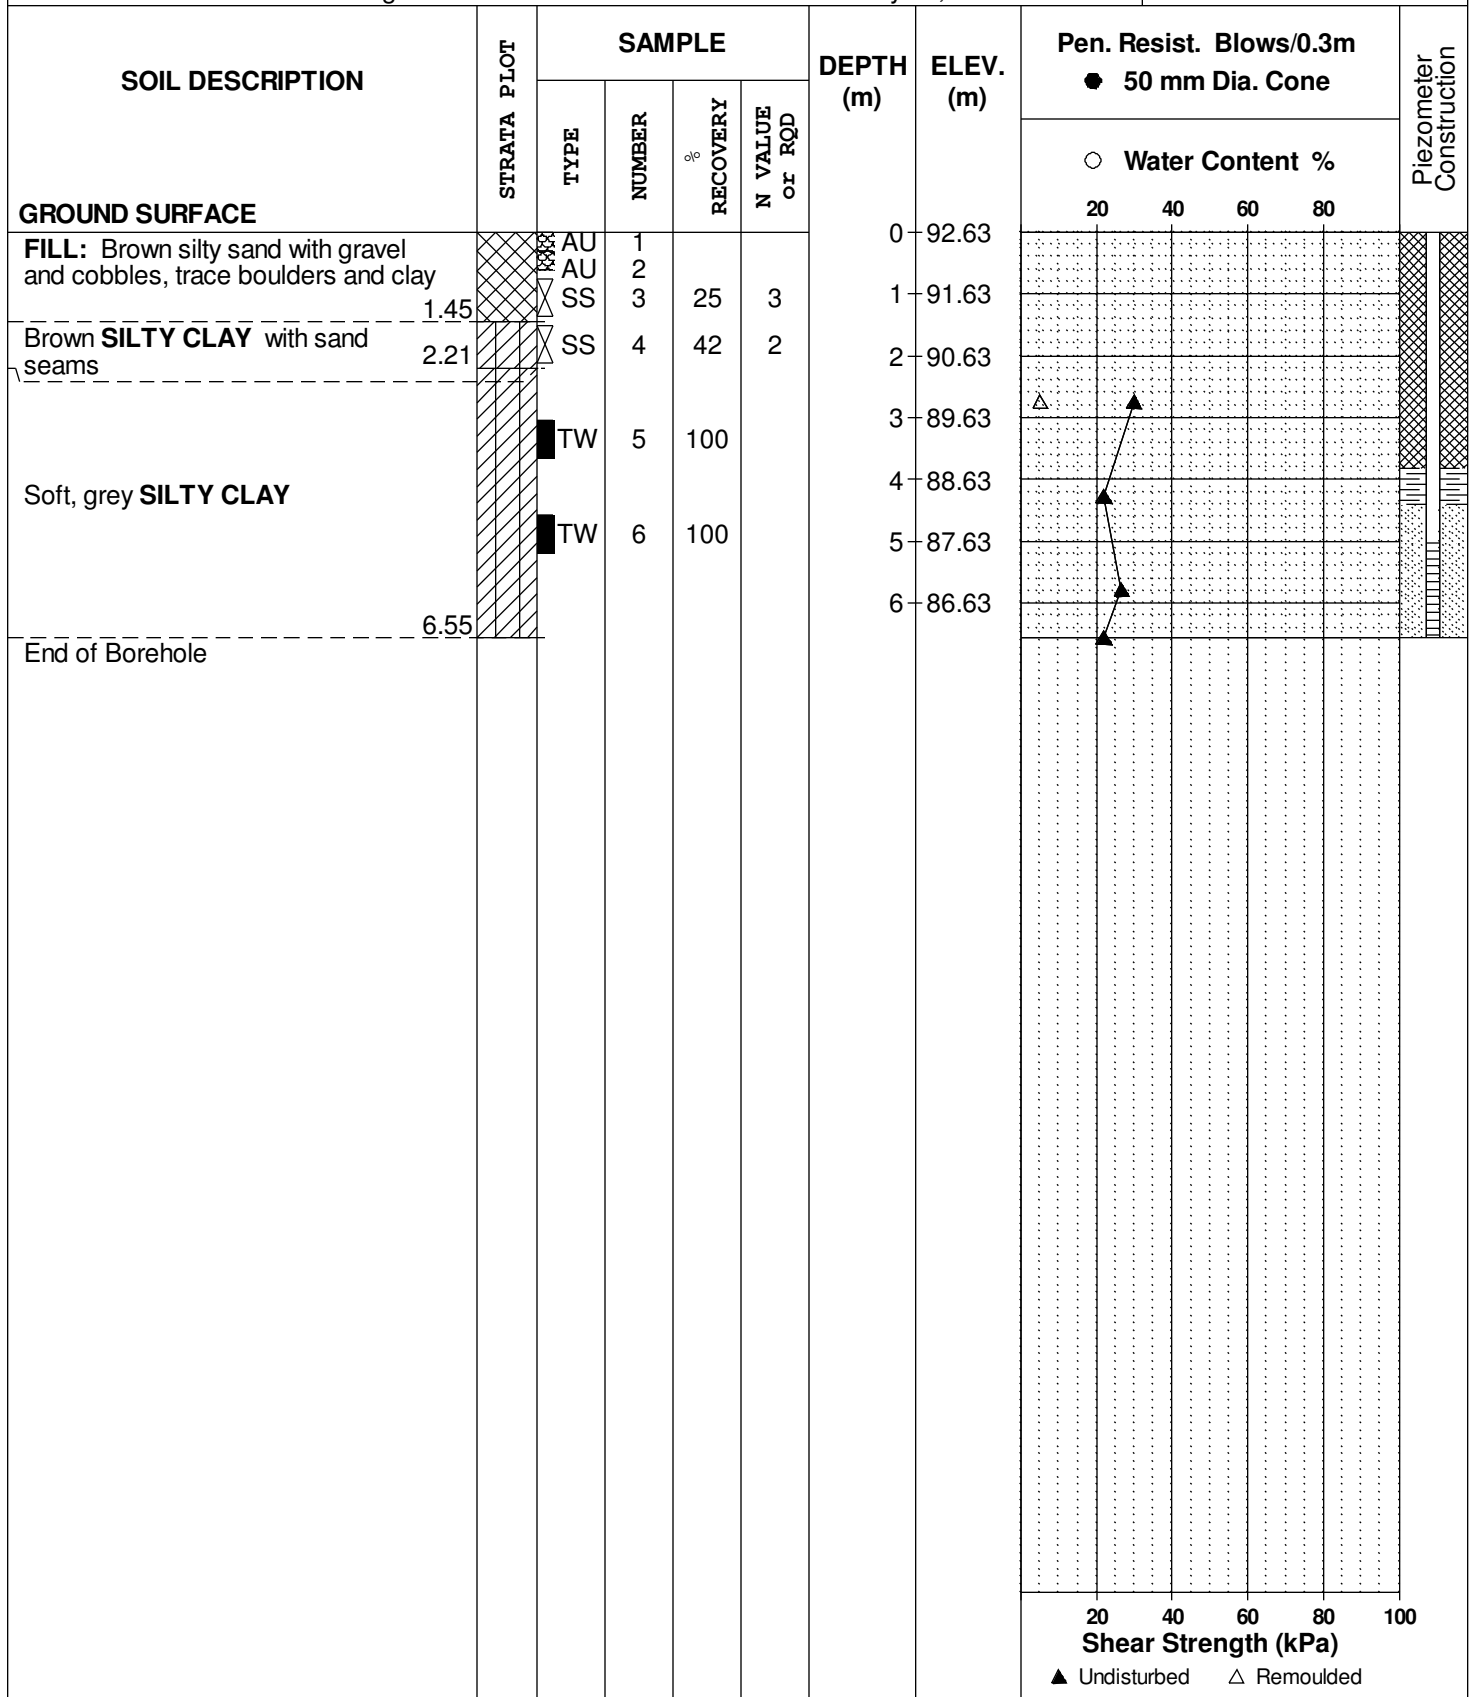 SOIL DESCRIPTION
GROUND SURFACE
STRATA PLOT
SAMPLE
TYPE
NUMBER
% RECOVERY
N VALUE or RQD
DEPTH (m)
ELEV. (m)
Pen. Resist. Blows/0.3m
● 50 mm Dia. Cone
○ Water Content %
20 40 60 80
Piezometer Construction
FILL: Brown silty sand with gravel
and cobbles, trace boulders and clay
1.45
Brown SILTY CLAY with sand
seams
2.21
Soft, grey SILTY CLAY
6.55
End of Borehole
AU 1
AU 2
SS 3 25 3
SS 4 42 2
TW 5 100
TW 6 100
0 92.63
1 91.63
2 90.63
3 89.63
4 88.63
5 87.63
6 86.63
20 40 60 80 100
Shear Strength (kPa)
▲ Undisturbed △ Remoulded